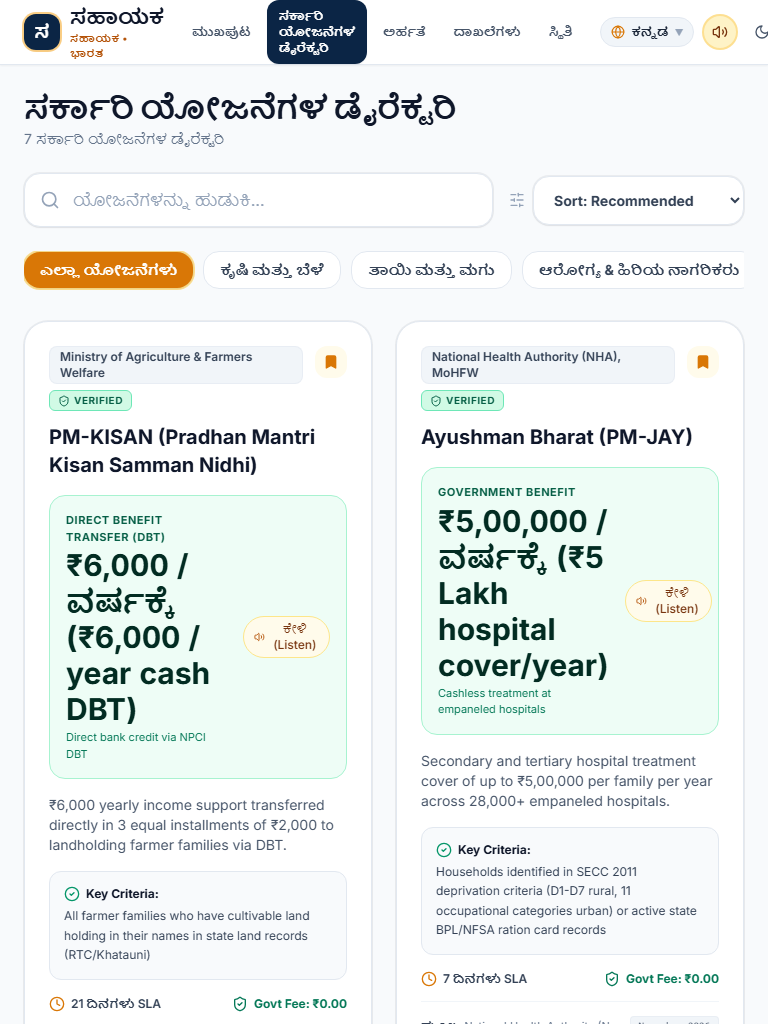 ಸ
ಸಹಾಯಕ
ಸಹಾಯಕ •
ಭಾರತ
ಮುಖಪುಟ
ಸರ್ಕಾರಿ
ಯೋಜನೆಗಳ
ಡೈರೆಕ್ಟರಿ
ಅರ್ಹತೆ
ದಾಖಲೆಗಳು
ಸ್ಥಿತಿ
ಕನ್ನಡ
ಸರ್ಕಾರಿ ಯೋಜನೆಗಳ ಡೈರೆಕ್ಟರಿ
7 ಸರ್ಕಾರಿ ಯೋಜನೆಗಳ ಡೈರೆಕ್ಟರಿ
ಯೋಜನೆಗಳನ್ನು ಹುಡುಕಿ...
Sort: Recommended
ಎಲ್ಲಾ ಯೋಜನೆಗಳು
ಕೃಷಿ ಮತ್ತು ಬೆಳೆ
ತಾಯಿ ಮತ್ತು ಮಗು
ಆರೋಗ್ಯ & ಹಿರಿಯ ನಾಗರಿಕರು
Ministry of Agriculture & Farmers
Welfare
VERIFIED
PM-KISAN (Pradhan Mantri
Kisan Samman Nidhi)
DIRECT BENEFIT
TRANSFER (DBT)
₹6,000 /
ವರ್ಷಕ್ಕೆ
(₹6,000 /
year cash
DBT)
Direct bank credit via NPCI
DBT
ಕೇಳಿ
(Listen)
₹6,000 yearly income support transferred
directly in 3 equal installments of ₹2,000 to
landholding farmer families via DBT.
Key Criteria:
All farmer families who have cultivable land
holding in their names in state land records
(RTC/Khatauni)
21 ದಿನಗಳು SLA
Govt Fee: ₹0.00
National Health Authority (NHA),
MoHFW
VERIFIED
Ayushman Bharat (PM-JAY)
GOVERNMENT BENEFIT
₹5,00,000 /
ವರ್ಷಕ್ಕೆ (₹5
Lakh
hospital
cover/year)
Cashless treatment at
empaneled hospitals
ಕೇಳಿ
(Listen)
Secondary and tertiary hospital treatment
cover of up to ₹5,00,000 per family per year
across 28,000+ empaneled hospitals.
Key Criteria:
Households identified in SECC 2011
deprivation criteria (D1-D7 rural, 11
occupational categories urban) or active state
BPL/NFSA ration card records
7 ದಿನಗಳು SLA
Govt Fee: ₹0.00